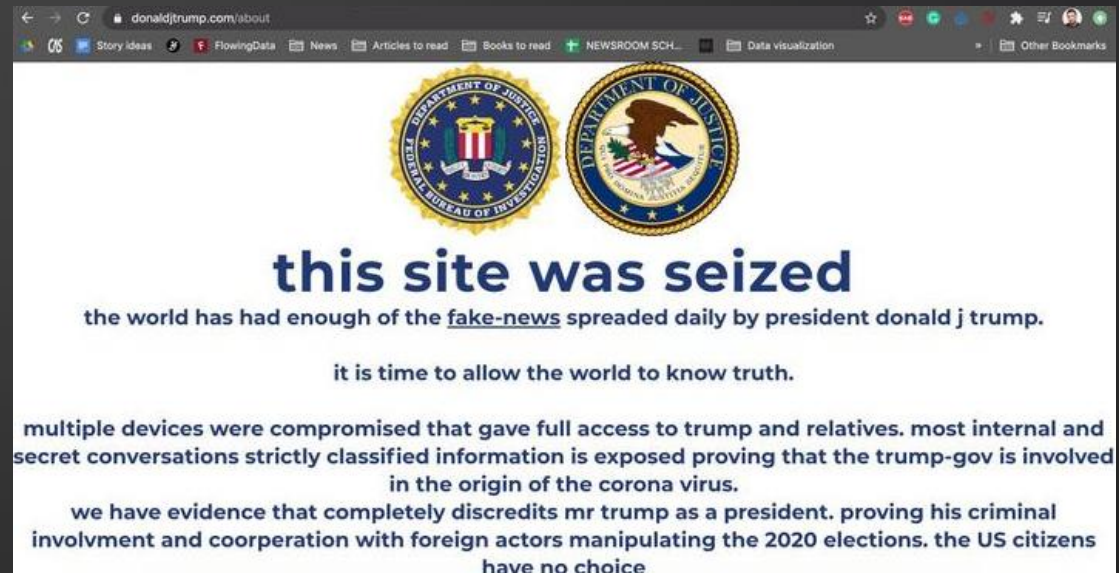 donaldjtrump.com/about
CJS Story ideas FlowingData News Articles to read Books to read NEWSROOM SCH... Data visualization » Other Bookmarks
DEPARTMENT OF JUSTICE
FEDERAL BUREAU OF INVESTIGATION
DEPARTMENT OF JUSTICE
QUI PRO DOMINA JUSTITIA SEQUITUR
this site was seized
the world has had enough of the fake-news spreaded daily by president donald j trump.
it is time to allow the world to know truth.
multiple devices were compromised that gave full access to trump and relatives. most internal and
secret conversations strictly classified information is exposed proving that the trump-gov is involved
in the origin of the corona virus.
we have evidence that completely discredits mr trump as a president. proving his criminal
involvment and coorperation with foreign actors manipulating the 2020 elections. the US citizens
have no choice